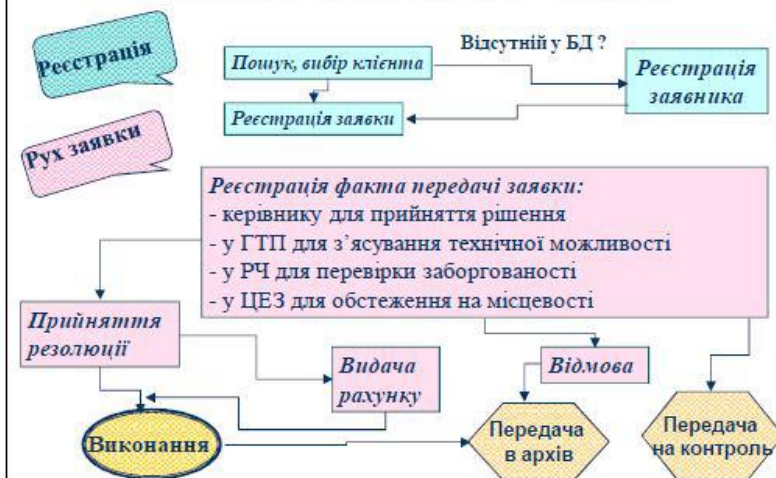 Реєстрація
Пошук, вибір клієнта
Відсутній у БД ?
Реєстрація
заявника
Реєстрація заявки
Рух заявки
Реєстрація факта передачі заявки:
- керівнику для прийняття рішення
- у ГТП для з’ясування технічної можливості
- у РЧ для перевірки заборгованості
- у ЦЕЗ для обстеження на місцевості
Прийняття
резолюції
Видача
рахунку
Відмова
Виконання
Передача
в архів
Передача
на контроль